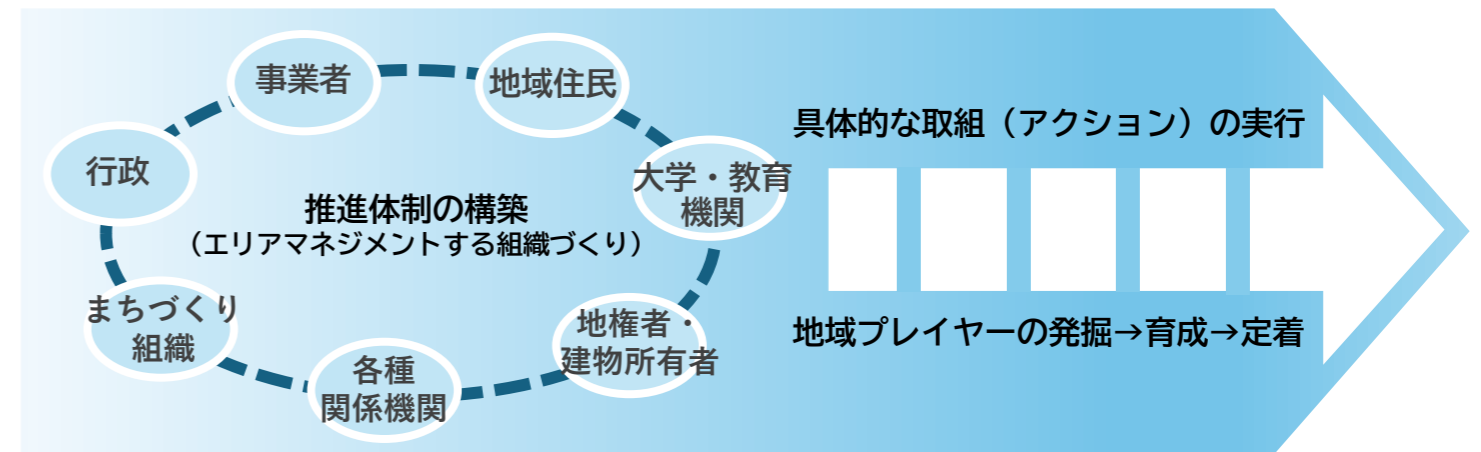 事業者
地域住民
行政
大学・教育
機関
推進体制の構築
（エリアマネジメントする組織づくり）
まちづくり
組織
各種
関係機関
地権者・
建物所有者
具体的な取組（アクション）の実行
地域プレイヤーの発掘→育成→定着